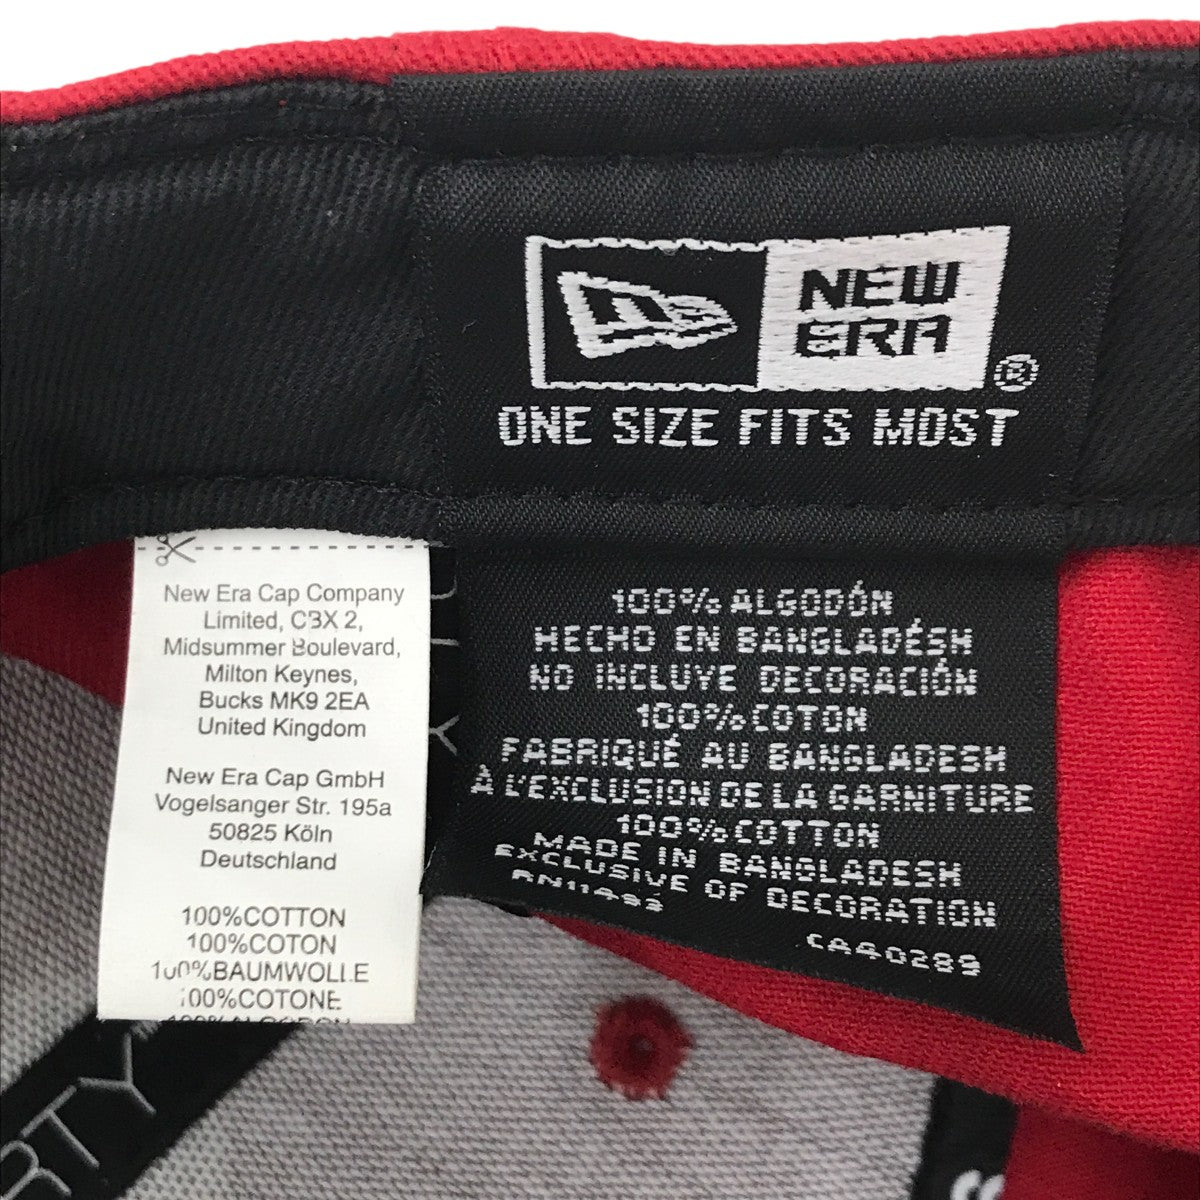 NEW
ERA
®
ONE SIZE FITS MOST
New Era Cap Company
Limited, CBX 2,
Midsummer Boulevard,
Milton Keynes,
Bucks MK9 2EA
United Kingdom
New Era Cap GmbH
Vogelsanger Str. 195a
50825 Köln
Deutschland
100%COTTON
100%COTON
100%BAUMWOLLE
100%COTONE
100% ALGODÓN
HECHO EN BANGLADÉSH
NO INCLUYE DECORACIÓN
100% COTON
FABRIQUÉ AU BANGLADESH
À L'EXCLUSION DE LA GARNITURE
100% COTTON
MADE IN BANGLADESH
EXCLUSIVE OF DECORATION
RN11493
CA40289
RTY